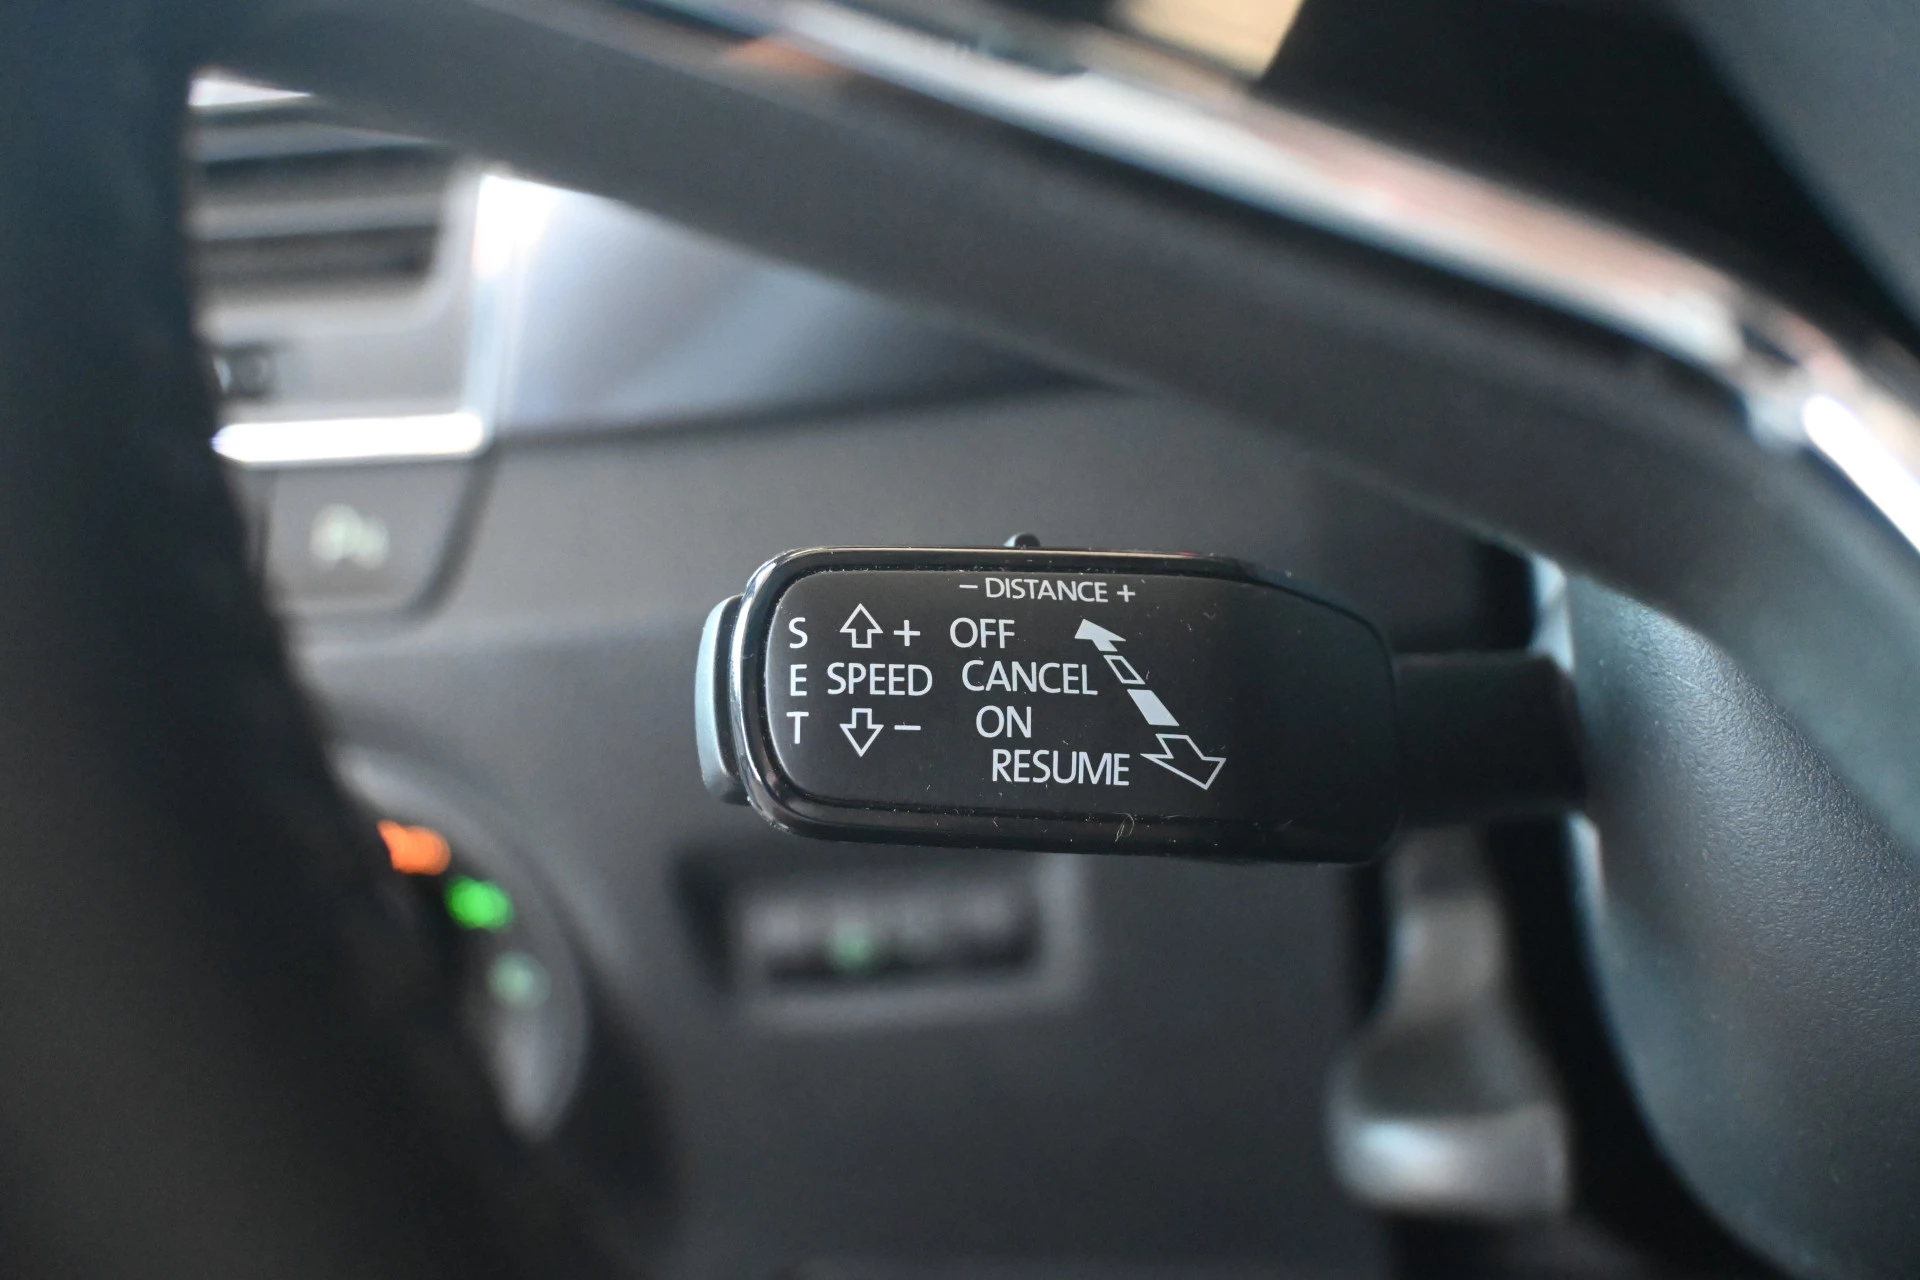 − DISTANCE +
S + OFF
E SPEED CANCEL
T − ON
RESUME